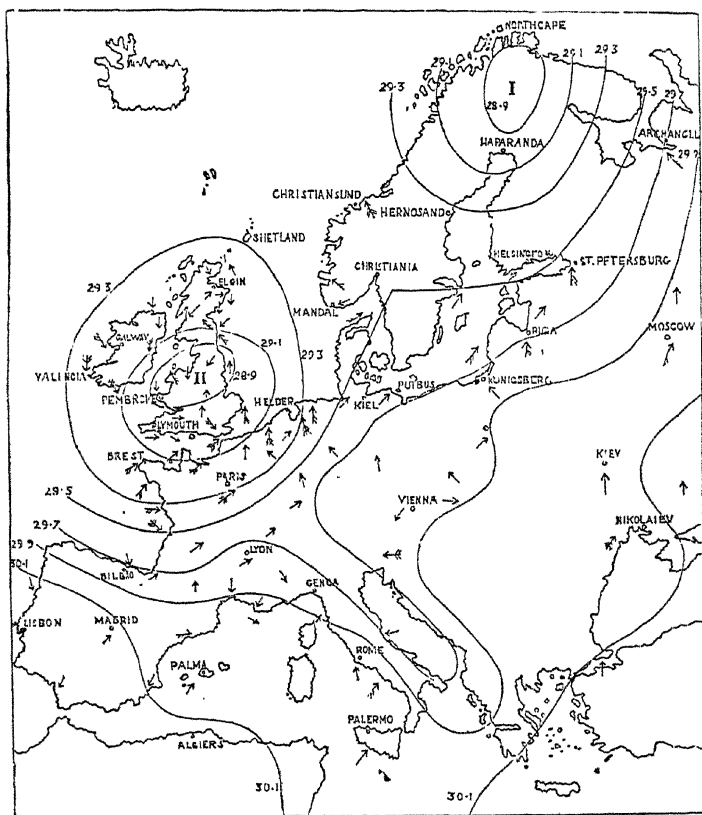 NORTHCAPE
29.1
29.3
I
29.3
28.9
29.5
ARCHANGEL
HAPARANDA
CHRISTIANSUND
HERNOSAND
SHETLAND
HELSINGFORS
ST. PETERSBURG
CHRISTIANIA
29.3
ELGIN
MANDAL
GALWAY
29.1
29.3
RIGA
MOSCOW
VALINCIA
II
28.9
PEMBROKE
HELDER
KIEL
PUTBUS
KÖNIGSBERG
PLYMOUTH
BREST
PARIS
KIEV
29.5
VIENNA
29.7
NIKOLAIEV
29.9
LYON
30.1
BILBAO
GENOA
LISBON
MADRID
ROME
PALMA
PALERMO
ALGIERS
30.1
30.1